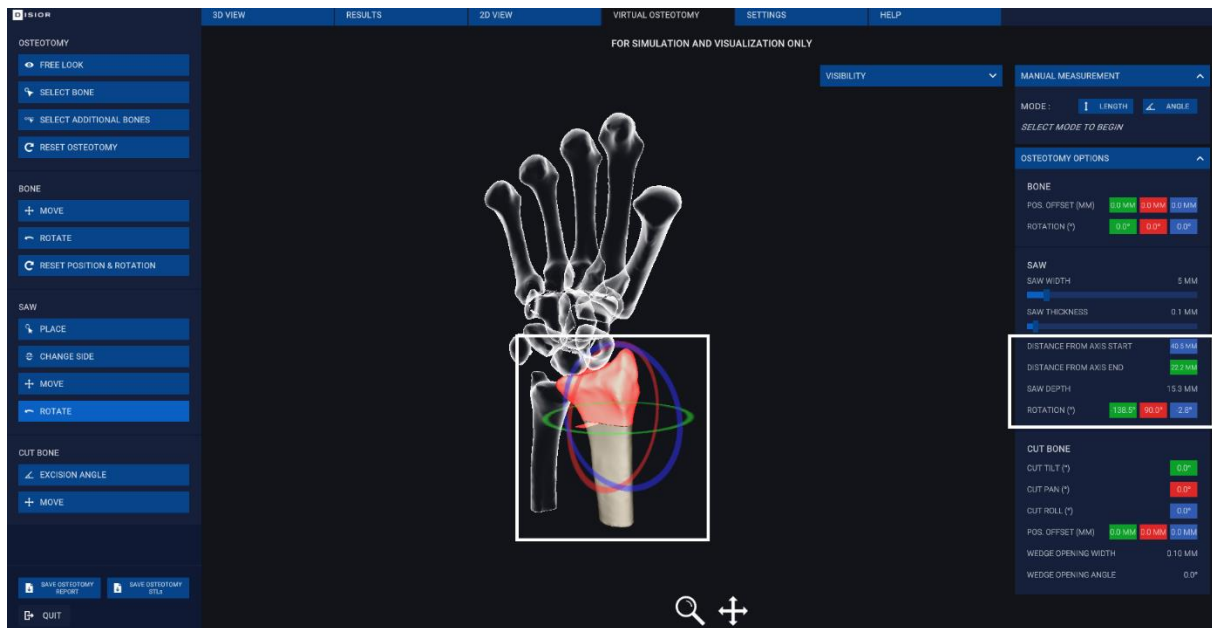 DISIOR
3D VIEW RESULTS 2D VIEW VIRTUAL OSTEOTOMY SETTINGS HELP
FOR SIMULATION AND VISUALIZATION ONLY
OSTEOTOMY
FREE LOOK
SELECT BONE
SELECT ADDITIONAL BONES
RESET OSTEOTOMY
BONE
MOVE
ROTATE
RESET POSITION & ROTATION
SAW
PLACE
CHANGE SIDE
MOVE
ROTATE
CUT BONE
EXCISION ANGLE
MOVE
SAVE OSTEOTOMY
REPORT
SAVE OSTEOTOMY
STLs
QUIT
VISIBILITY
MANUAL MEASUREMENT
MODE : LENGTH ANGLE
SELECT MODE TO BEGIN
OSTEOTOMY OPTIONS
BONE
POS. OFFSET (MM) 0.0 MM 0.0 MM 0.0 MM
ROTATION (°) 0.0° 0.0° 0.0°
SAW
SAW WIDTH 5 MM
SAW THICKNESS 0.1 MM
DISTANCE FROM AXIS START 40.5 MM
DISTANCE FROM AXIS END 22.2 MM
SAW DEPTH 15.3 MM
ROTATION (°) -138.5° 90.0° -2.8°
CUT BONE
CUT TILT (°) 0.0°
CUT PAN (°) 0.0°
CUT ROLL (°) 0.0°
POS. OFFSET (MM) 0.0 MM 0.0 MM 0.0 MM
WEDGE OPENING WIDTH 0.10 MM
WEDGE OPENING ANGLE 0.0°